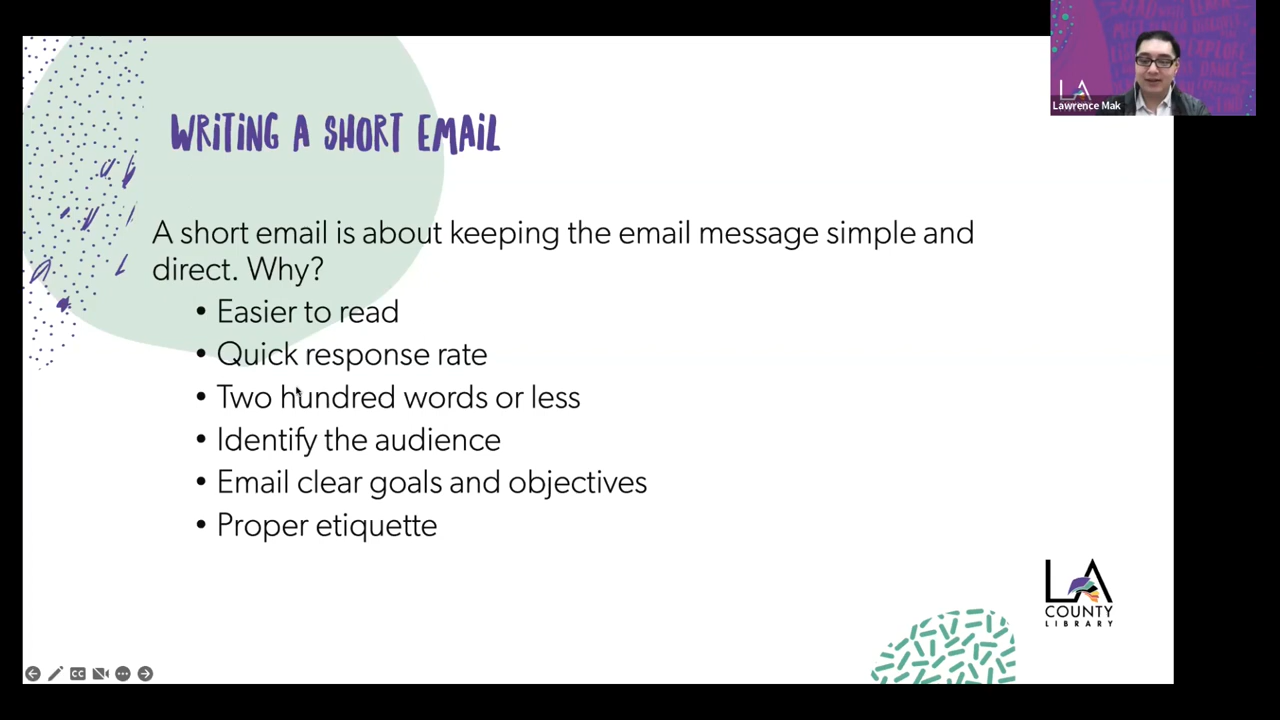 WRITING A SHORT EMAIL
A short email is about keeping the email message simple and
direct. Why?
• Easier to read
• Quick response rate
• Two hundred words or less
• Identify the audience
• Email clear goals and objectives
• Proper etiquette
LA
COUNTY
LIBRARY
LA
Lawrence Mak
CC